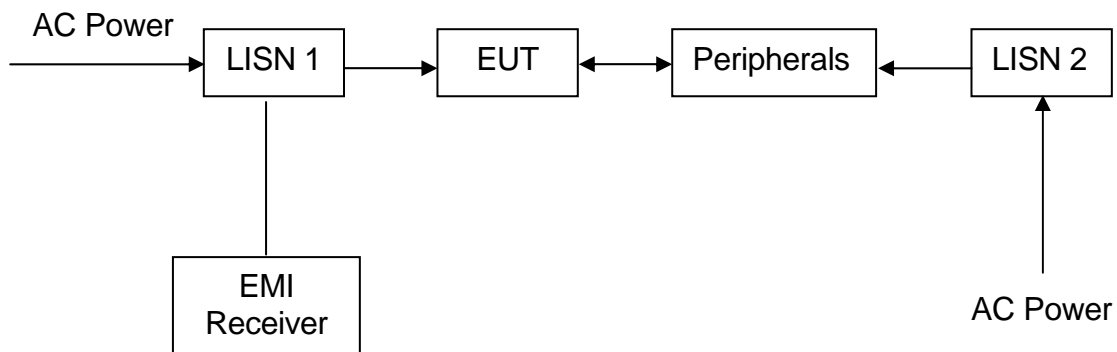 AC Power
LISN 1
EUT
Peripherals
LISN 2
EMI
Receiver
AC Power